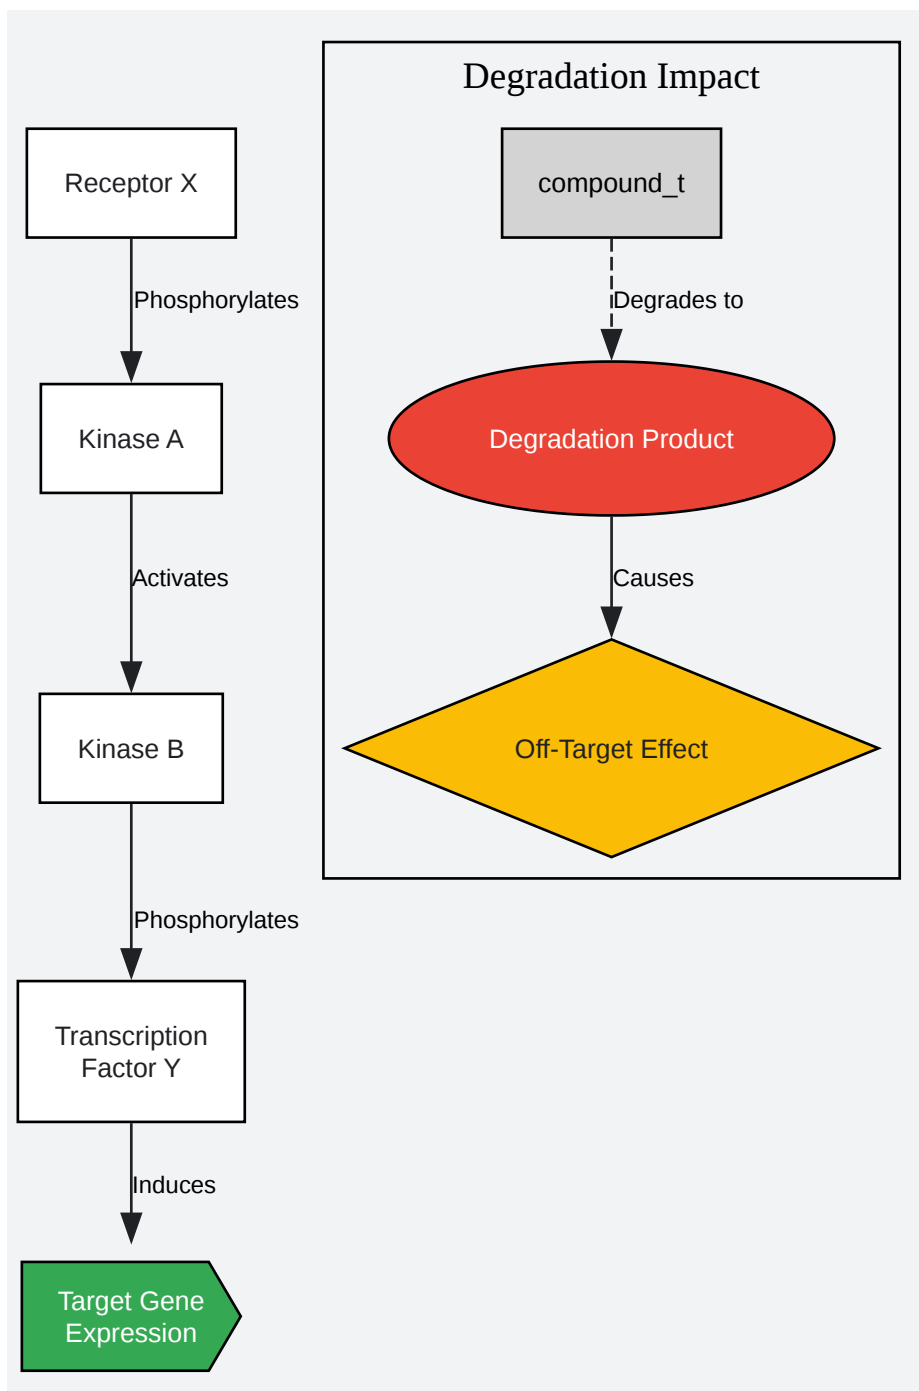 Degradation Impact
Receptor X
compound_t
Phosphorylates
Degrades to
Kinase A
Degradation Product
Activates
Causes
Kinase B
Off-Target Effect
Phosphorylates
Transcription
Factor Y
Induces
Target Gene
Expression